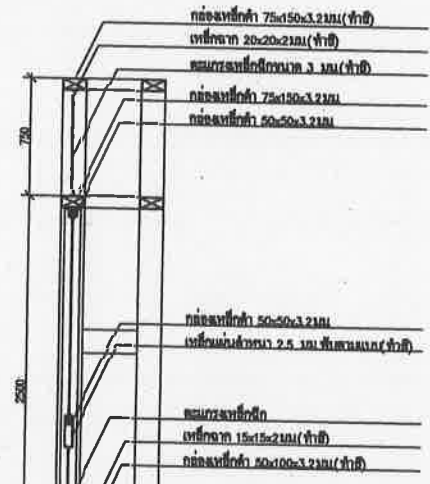 กล่องเหล็กดำ 75x150x3.2มม(ทำสี)
เหล็กฉาก 20x20x2มม(ทำสี)
ตะแกรงเหล็กฉีกขนาด 3 มม(ทำสี)
กล่องเหล็กดำ 75x150x3.2มม
กล่องเหล็กดำ 50x50x3.2มม
750
กล่องเหล็กดำ 50x50x3.2มม
เหล็กแผ่นดำหนา 2.5 มม พับตามแบบ(ทำสี)
2500
ตะแกรงเหล็กฉีก
เหล็กฉาก 15x15x2มม(ทำสี)
กล่องเหล็กดำ 50x100x3.2มม(ทำสี)